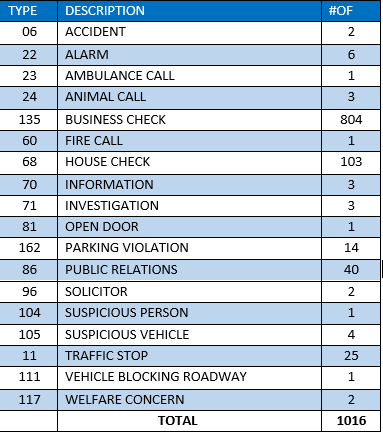 TYPE DESCRIPTION #OF
06 ACCIDENT 2
22 ALARM 6
23 AMBULANCE CALL 1
24 ANIMAL CALL 3
135 BUSINESS CHECK 804
60 FIRE CALL 1
68 HOUSE CHECK 103
70 INFORMATION 3
71 INVESTIGATION 3
81 OPEN DOOR 1
162 PARKING VIOLATION 14
86 PUBLIC RELATIONS 40
96 SOLICITOR 2
104 SUSPICIOUS PERSON 1
105 SUSPICIOUS VEHICLE 4
11 TRAFFIC STOP 25
111 VEHICLE BLOCKING ROADWAY 1
117 WELFARE CONCERN 2
TOTAL 1016